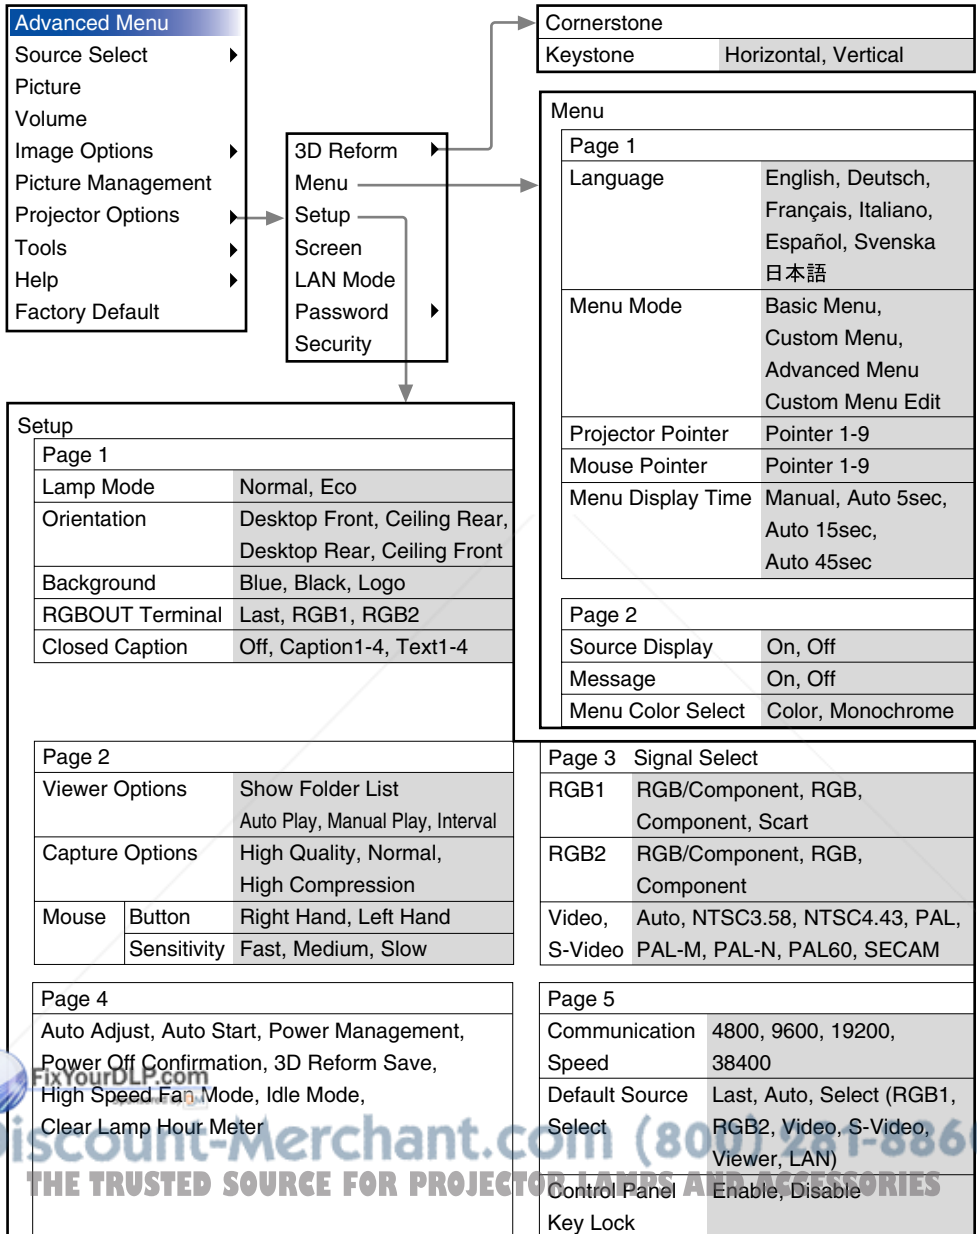 Advanced Menu
Source Select
Picture
Volume
Image Options
Picture Management
Projector Options
Tools
Help
Factory Default
3D Reform
Menu
Setup
Screen
LAN Mode
Password
Security
Cornerstone
Keystone Horizontal, Vertical
Menu
Page 1
Language English, Deutsch,
Français, Italiano,
Español, Svenska
日本語
Menu Mode Basic Menu,
Custom Menu,
Advanced Menu
Custom Menu Edit
Projector Pointer Pointer 1-9
Mouse Pointer Pointer 1-9
Menu Display Time Manual, Auto 5sec,
Auto 15sec,
Auto 45sec
Page 2
Source Display On, Off
Message On, Off
Menu Color Select Color, Monochrome
Setup
Page 1
Lamp Mode Normal, Eco
Orientation Desktop Front, Ceiling Rear,
Desktop Rear, Ceiling Front
Background Blue, Black, Logo
RGBOUT Terminal Last, RGB1, RGB2
Closed Caption Off, Caption1-4, Text1-4
Page 2
Viewer Options Show Folder List
Auto Play, Manual Play, Interval
Capture Options High Quality, Normal,
High Compression
Mouse Button Right Hand, Left Hand
Sensitivity Fast, Medium, Slow
Page 3 Signal Select
RGB1 RGB/Component, RGB,
Component, Scart
RGB2 RGB/Component, RGB,
Component
Video, Auto, NTSC3.58, NTSC4.43, PAL,
S-Video PAL-M, PAL-N, PAL60, SECAM
Page 4
Auto Adjust, Auto Start, Power Management,
Power Off Confirmation, 3D Reform Save,
High Speed Fan Mode, Idle Mode,
Clear Lamp Hour Meter
Page 5
Communication 4800, 9600, 19200,
Speed 38400
Default Source Last, Auto, Select (RGB1,
Select RGB2, Video, S-Video,
Viewer, LAN)
Control Panel Enable, Disable
Key Lock
FixYourDLP.com
iscount-Merchant.com (800) 281-886
THE TRUSTED SOURCE FOR PROJECTOR LAMPS AND ACCESSORIES